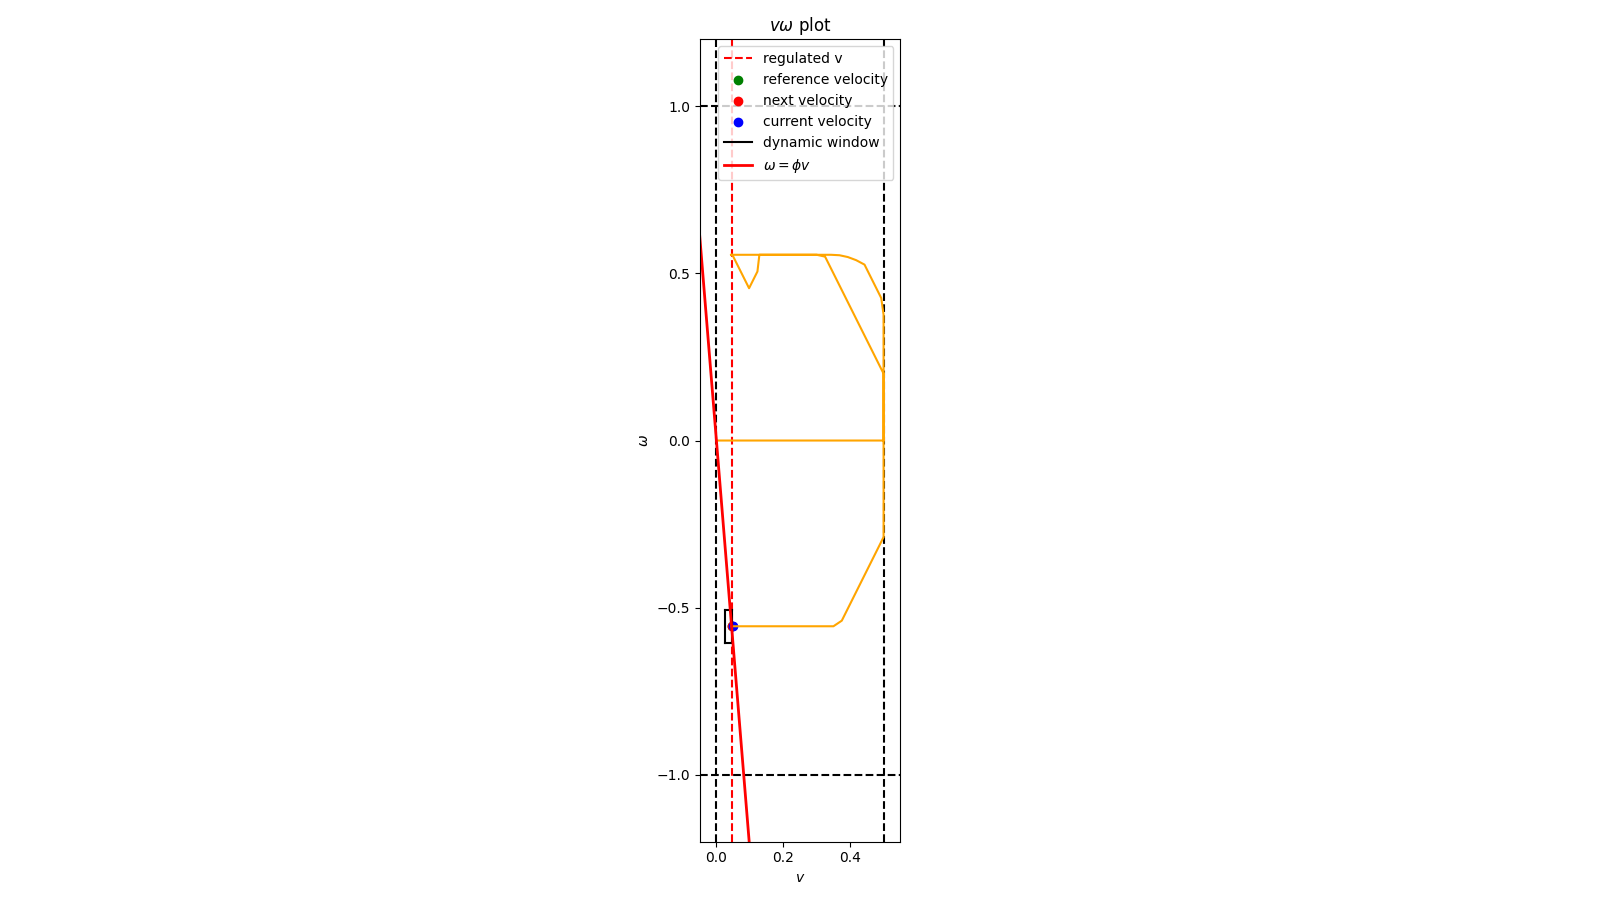 vω plot
regulated v
reference velocity
next velocity
current velocity
dynamic window
ω = ϕv
1.0
0.5
0.0
−0.5
−1.0
ω
0.0 0.2 0.4
v